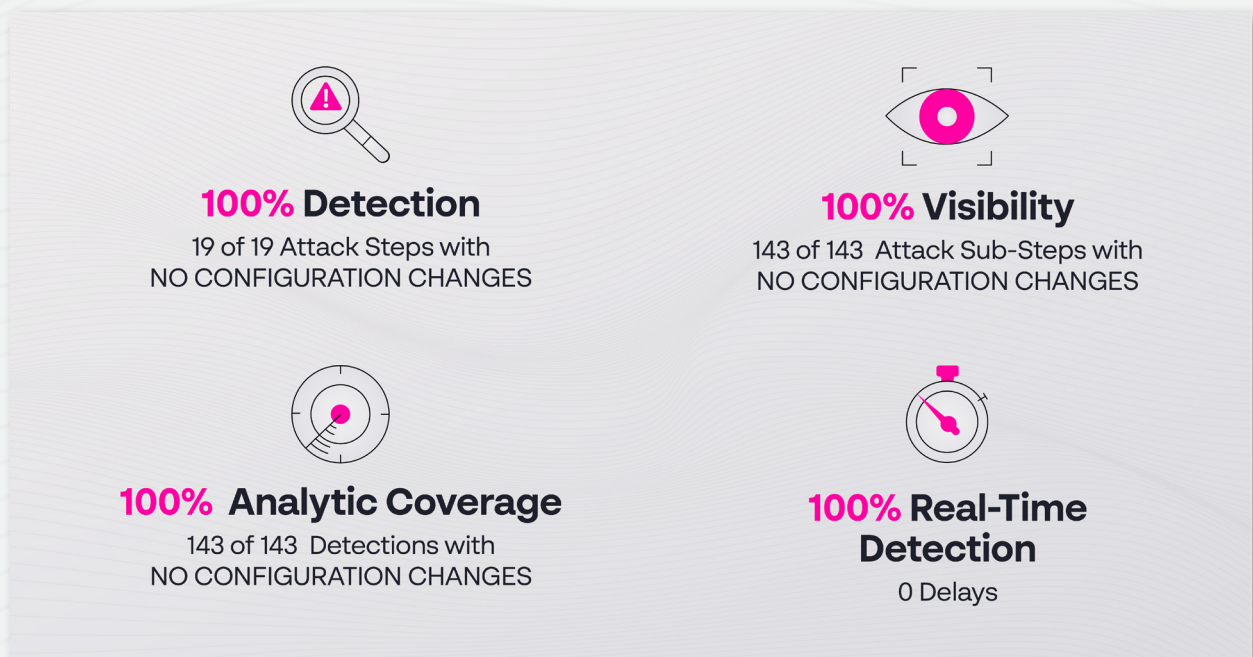 100% Detection
19 of 19 Attack Steps with
NO CONFIGURATION CHANGES
100% Visibility
143 of 143 Attack Sub-Steps with
NO CONFIGURATION CHANGES
100% Analytic Coverage
143 of 143 Detections with
NO CONFIGURATION CHANGES
100% Real-Time
Detection
0 Delays